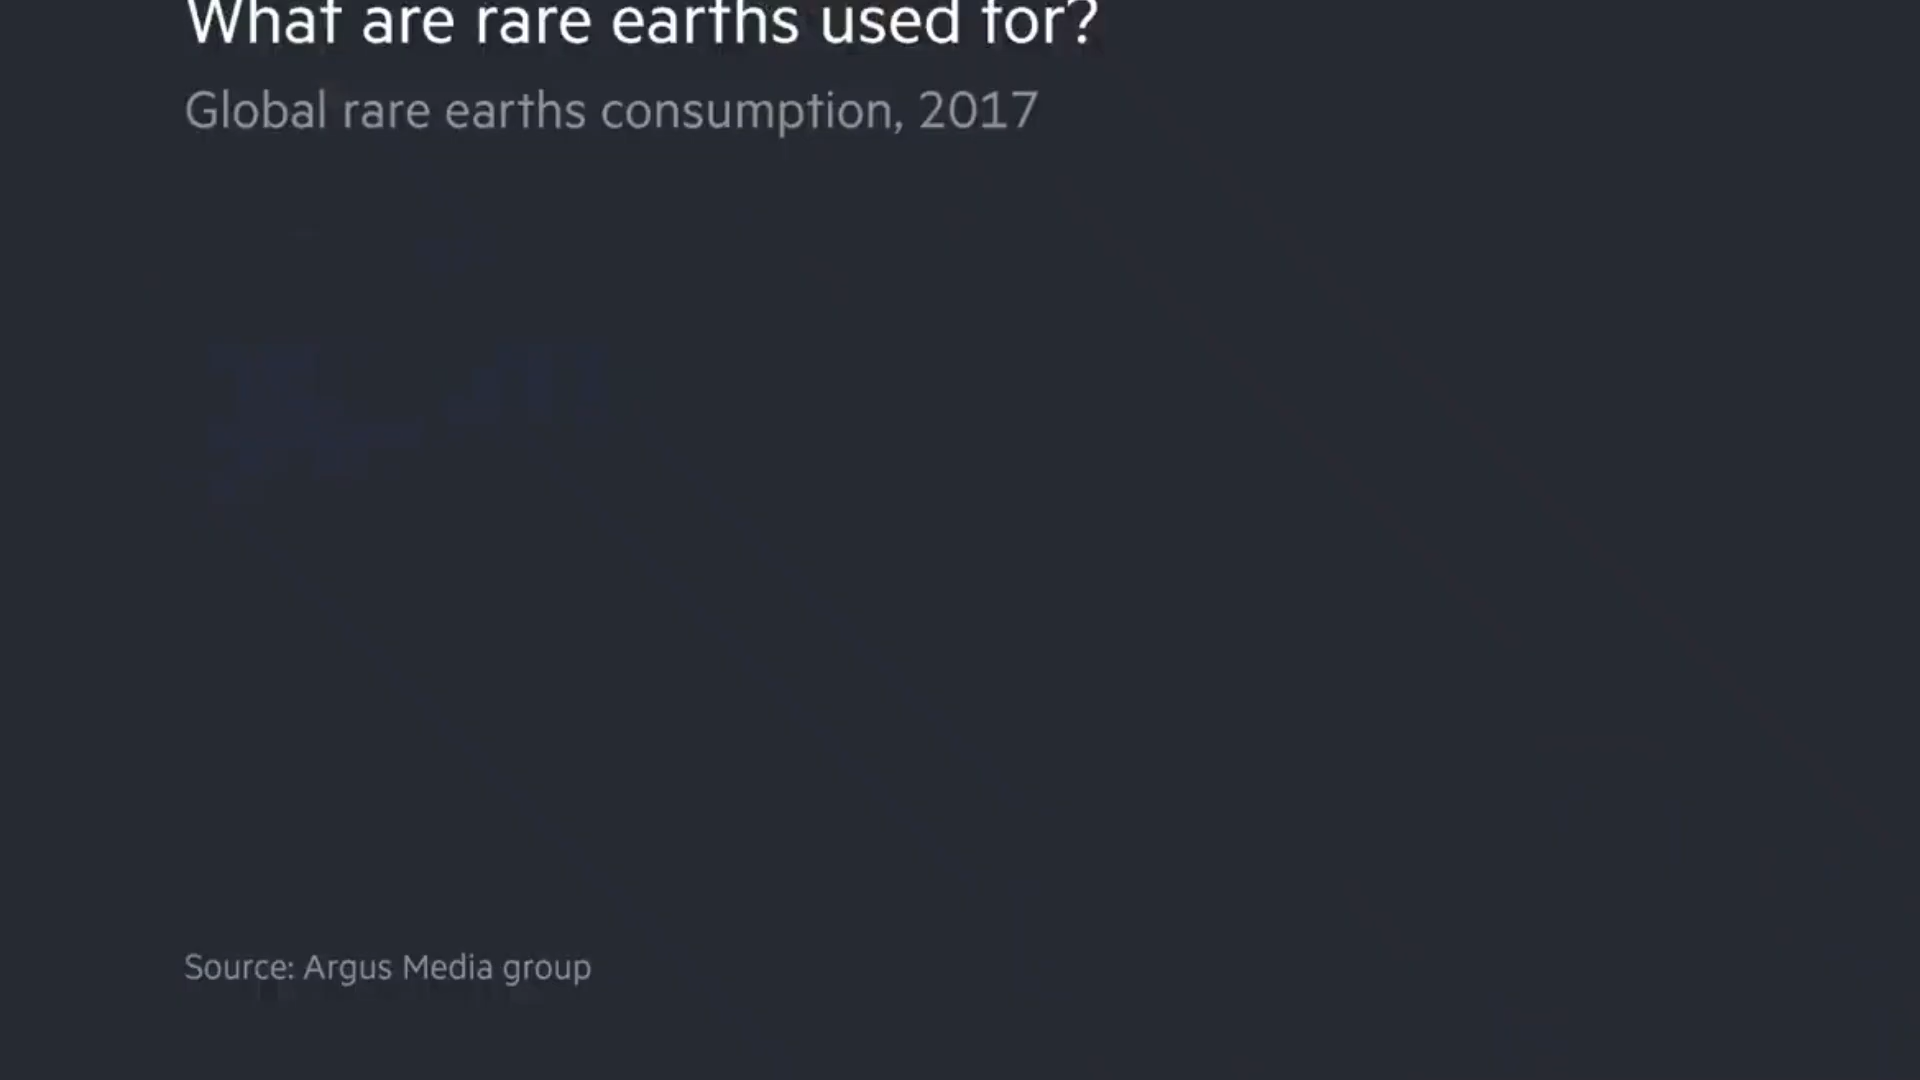 What are rare earths used for?
Global rare earths consumption, 2017
Source: Argus Media group